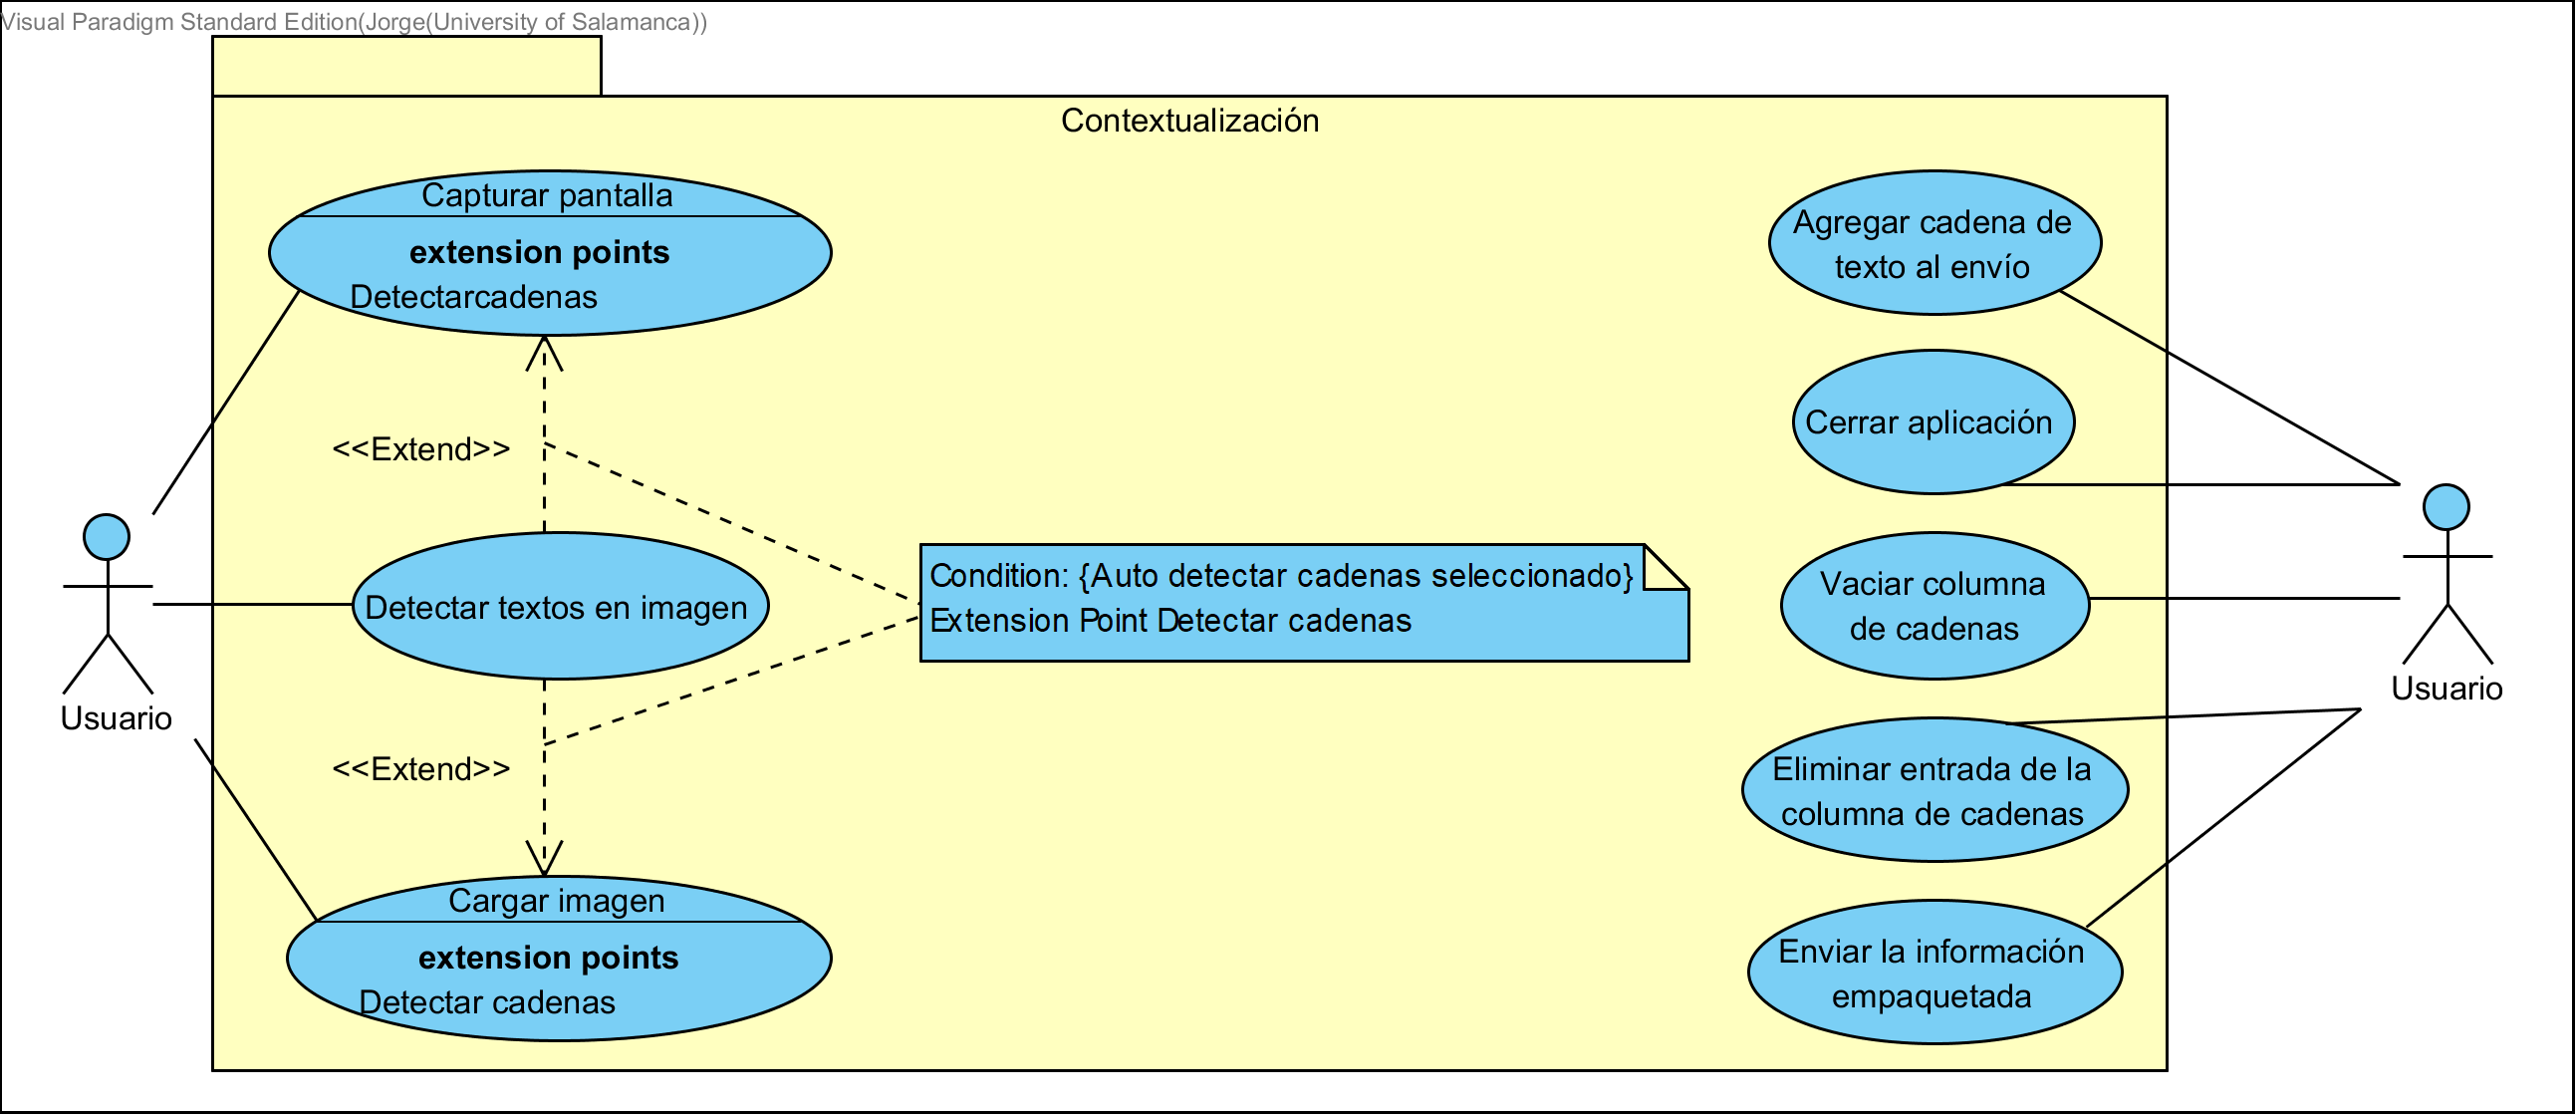 Visual Paradigm Standard Edition(Jorge(University of Salamanca))
Contextualización
Capturar pantalla
extension points
Detectarcadenas
<<Extend>>
Detectar textos en imagen
<<Extend>>
Cargar imagen
extension points
Detectar cadenas
Usuario
Condition: {Auto detectar cadenas seleccionado}
Extension Point Detectar cadenas
Agregar cadena de
texto al envío
Cerrar aplicación
Vaciar columna
de cadenas
Eliminar entrada de la
columna de cadenas
Enviar la información
empaquetada
Usuario